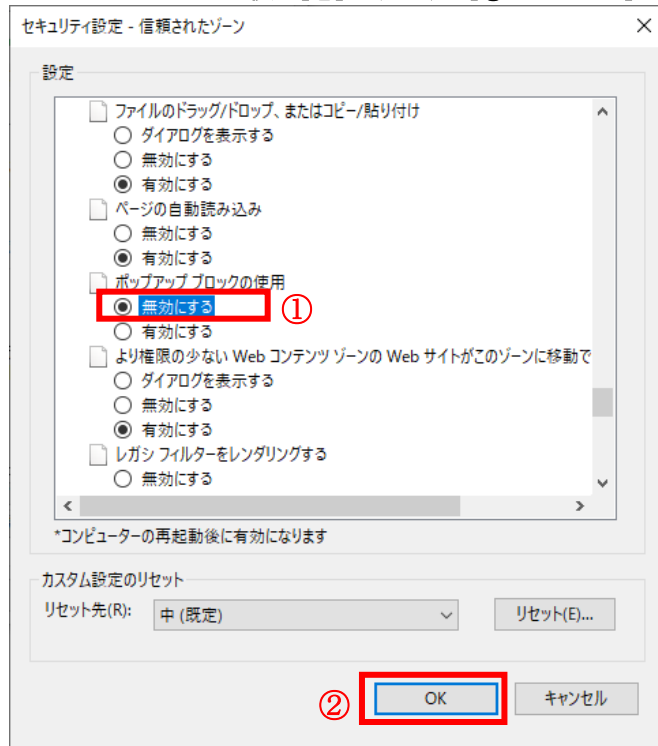 セキュリティ設定 - 信頼されたゾーン
設定
ファイルのドラッグ/ドロップ、またはコピー/貼り付け
ダイアログを表示する
無効にする
有効にする
ページの自動読み込み
無効にする
有効にする
ポップアップ ブロックの使用
無効にする ①
有効にする
より権限の少ない Web コンテンツ ゾーンの Web サイトがこのゾーンに移動で
ダイアログを表示する
無効にする
有効にする
レガシ フィルターをレンダリングする
無効にする
*コンピューターの再起動後に有効になります
カスタム設定のリセット
リセット先(R): 中 (既定) リセット(E)...
② OK キャンセル